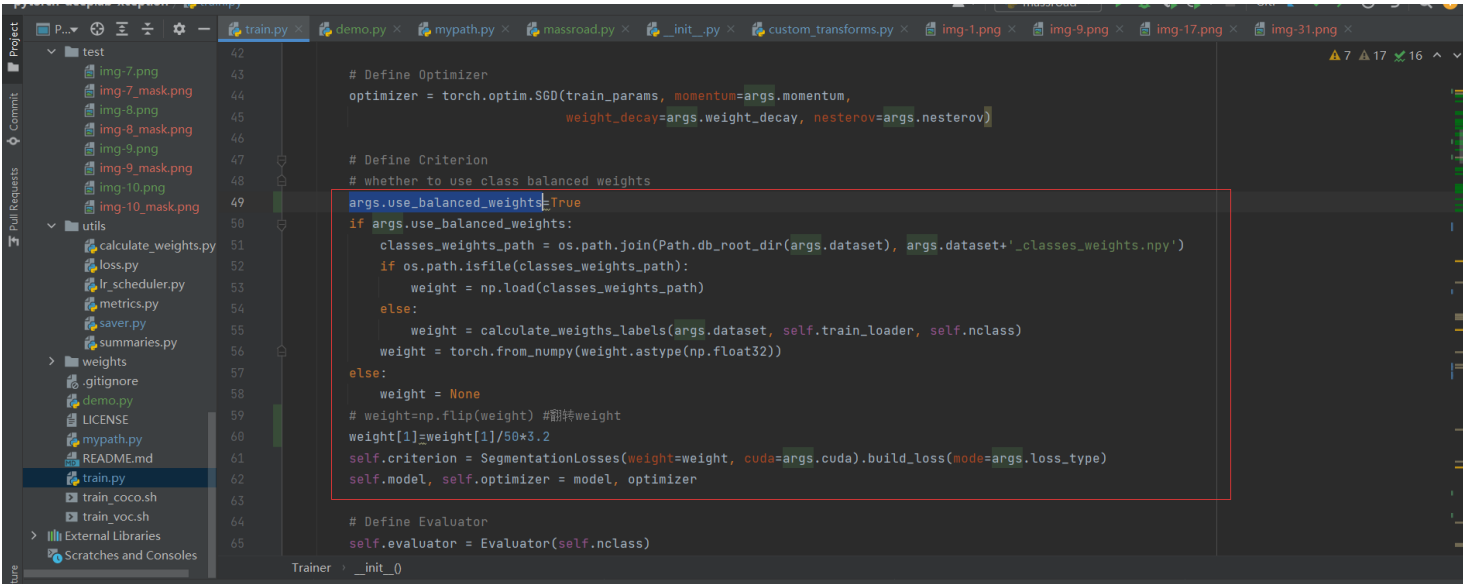 train.py
demo.py
mypath.py
massroad.py
__init__.py
custom_transforms.py
img-1.png
img-9.png
img-17.png
img-31.png
Project
P...
7 17 16
Commit
Pull Requests
test
img-7.png
img-7_mask.png
img-8.png
img-8_mask.png
img-9.png
img-9_mask.png
img-10.png
img-10_mask.png
utils
calculate_weights.py
loss.py
lr_scheduler.py
metrics.py
saver.py
summaries.py
weights
.gitignore
demo.py
LICENSE
mypath.py
README.md
train.py
train_coco.sh
train_voc.sh
External Libraries
Scratches and Consoles
42
43 # Define Optimizer
44 optimizer = torch.optim.SGD(train_params, momentum=args.momentum,
45 weight_decay=args.weight_decay, nesterov=args.nesterov)
46
47 # Define Criterion
48 # whether to use class balanced weights
49 args.use_balanced_weights=True
50 if args.use_balanced_weights:
51 classes_weights_path = os.path.join(Path.db_root_dir(args.dataset), args.dataset+'_classes_weights.npy')
52 if os.path.isfile(classes_weights_path):
53 weight = np.load(classes_weights_path)
54 else:
55 weight = calculate_weigths_labels(args.dataset, self.train_loader, self.nclass)
56 weight = torch.from_numpy(weight.astype(np.float32))
57 else:
58 weight = None
59 # weight=np.flip(weight) #翻转weight
60 weight[1]=weight[1]/50*3.2
61 self.criterion = SegmentationLosses(weight=weight, cuda=args.cuda).build_loss(mode=args.loss_type)
62 self.model, self.optimizer = model, optimizer
63
64 # Define Evaluator
65 self.evaluator = Evaluator(self.nclass)
Trainer
__init__()